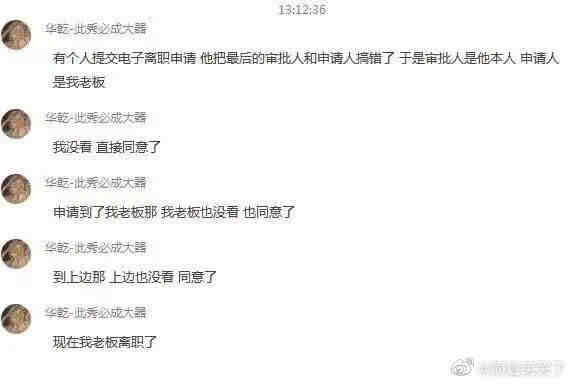 13:12:36
华乾-此秀必成大器
有个人提交电子离职申请 他把最后的审批人和申请人搞错了 于是审批人是他本人 申请人
是我老板
华乾-此秀必成大器
我没看 直接同意了
华乾-此秀必成大器
申请到了我老板那 我老板也没看 也同意了
华乾-此秀必成大器
到上边那 上边也没看 同意了
华乾-此秀必成大器
现在我老板离职了